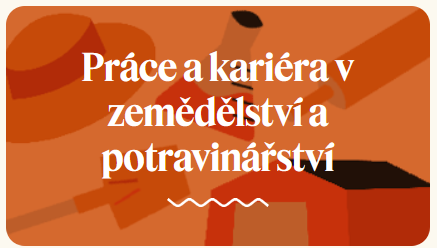 Práce a kariéra v
zemědělství a
potravinářství